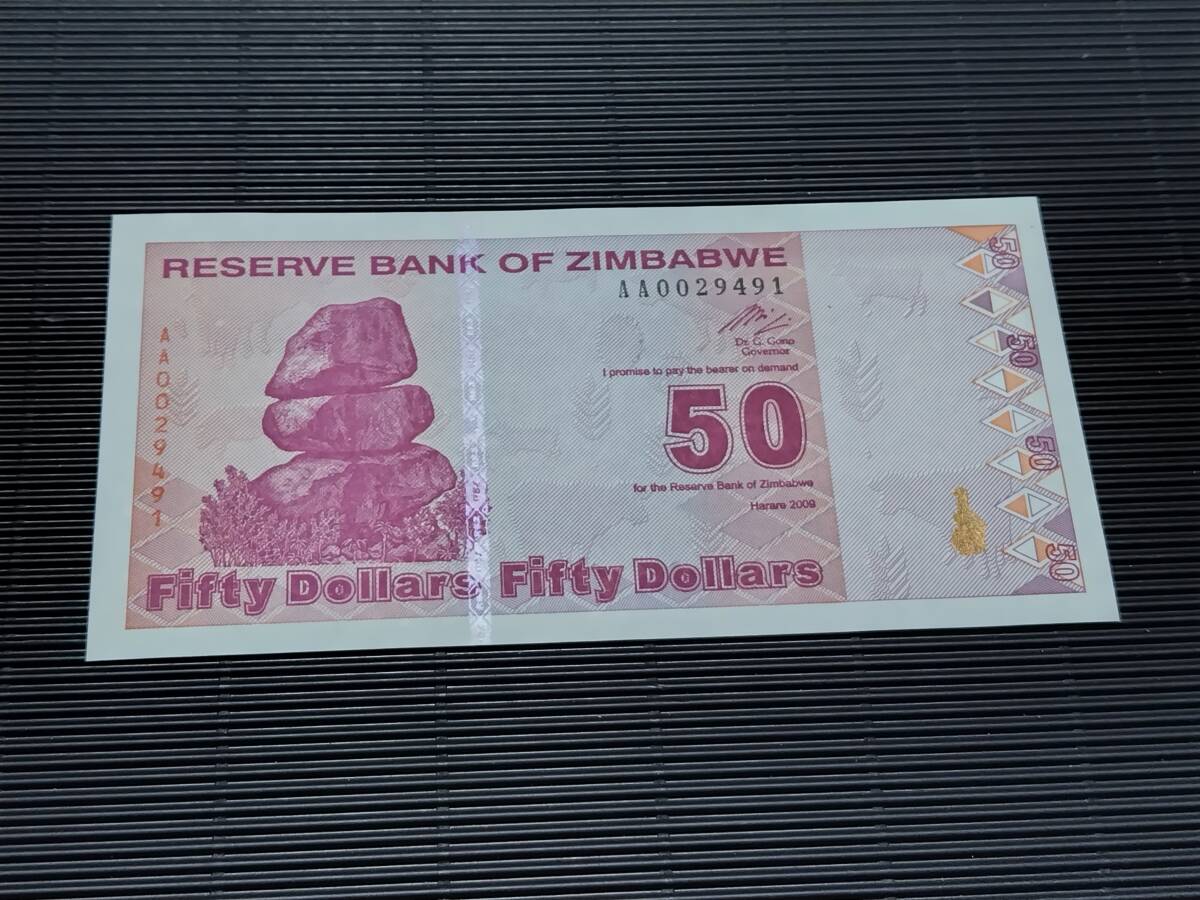 RESERVE BANK OF ZIMBABWE
AA0029491
AA0029491
Dr. G. Gono
Governor
I promise to pay the bearer on demand
50
for the Reserve Bank of Zimbabwe
Harare 2009
Fifty Dollars Fifty Dollars
50
50
50
50